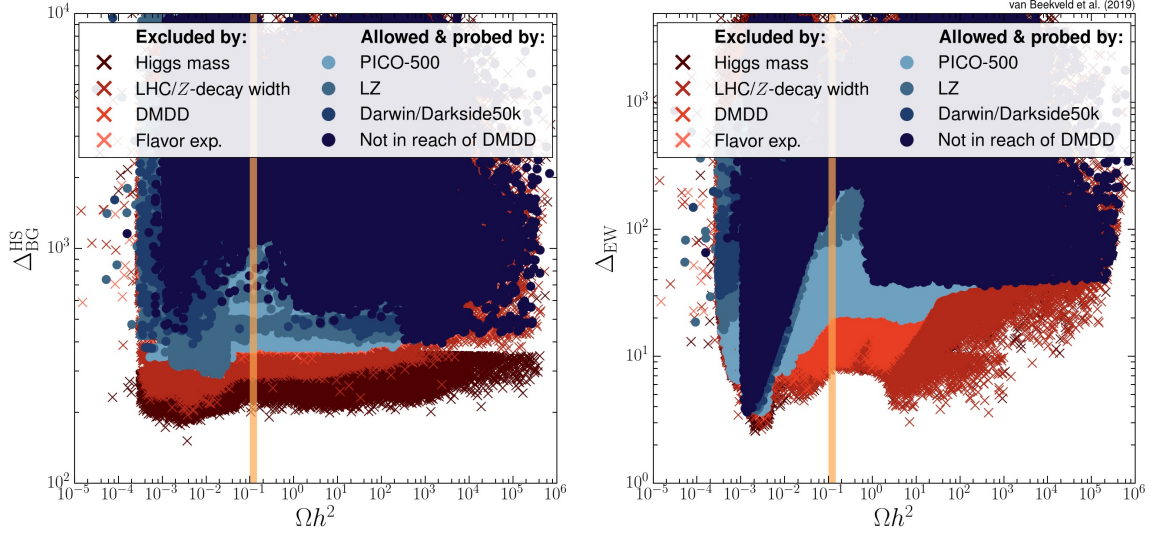 van Beekveld et al. (2019)
10^4
10^3
10^2
Δ_BG^HS
Excluded by:
Higgs mass
LHC/Z-decay width
DMDD
Flavor exp.
Allowed & probed by:
PICO-500
LZ
Darwin/Darkside50k
Not in reach of DMDD
10^−5 10^−4 10^−3 10^−2 10^−1 10^0 10^1 10^2 10^3 10^4 10^5 10^6
Ωh^2
10^3
10^2
10^1
10^0
Δ_EW
Excluded by:
Higgs mass
LHC/Z-decay width
DMDD
Flavor exp.
Allowed & probed by:
PICO-500
LZ
Darwin/Darkside50k
Not in reach of DMDD
10^−5 10^−4 10^−3 10^−2 10^−1 10^0 10^1 10^2 10^3 10^4 10^5 10^6
Ωh^2